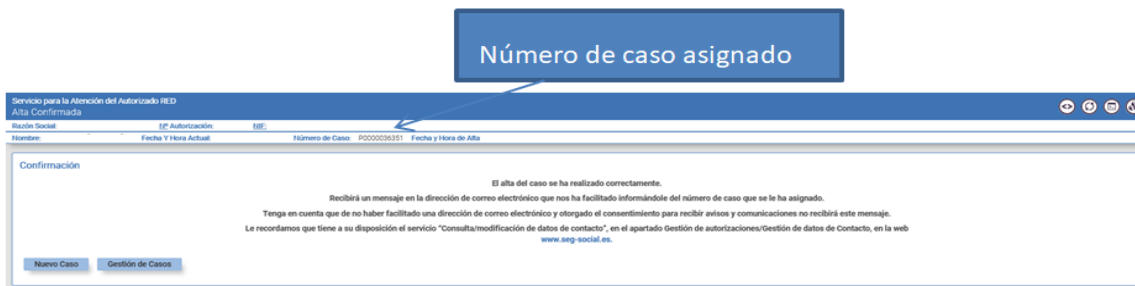 Número de caso asignado
Servicio para la Atención del Autorizado RED
Alta Confirmada
Razón Social: Nº Autorización: NIF:
Nombre: Fecha Y Hora Actual: Número de Caso: P0000036351 Fecha y Hora de Alta
Confirmación
El alta del caso se ha realizado correctamente.
Recibirá un mensaje en la dirección de correo electrónico que nos ha facilitado informándole del número de caso que se le ha asignado.
Tenga en cuenta que de no haber facilitado una dirección de correo electrónico y otorgado el consentimiento para recibir avisos y comunicaciones no recibirá este mensaje.
Le recordamos que tiene a su disposición el servicio "Consulta/modificación de datos de contacto", en el apartado Gestión de autorizaciones/Gestión de datos de Contacto, en la web
www.seg-social.es.
Nuevo Caso Gestión de Casos